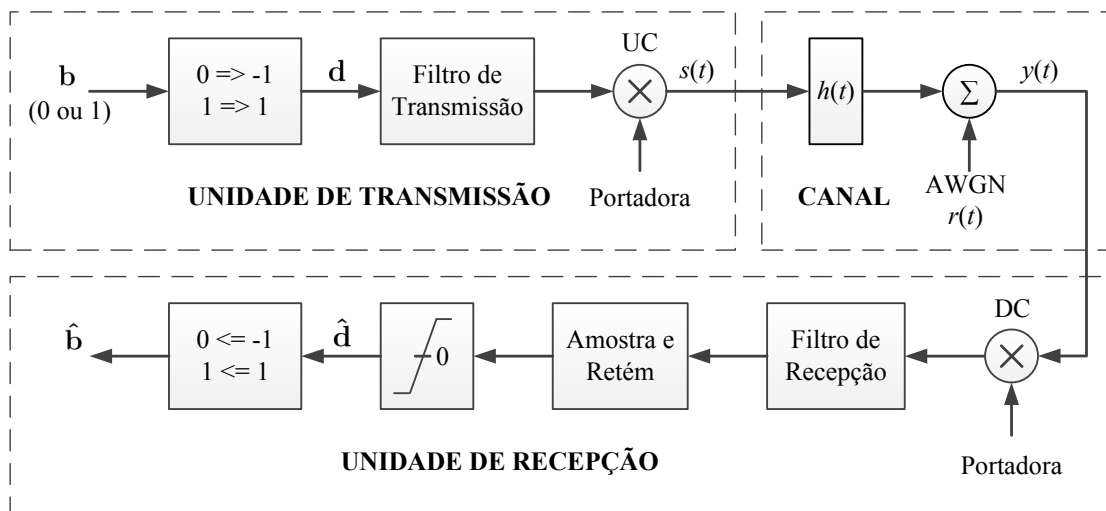 b
(0 ou 1)
0 => -1
1 => 1
d
Filtro de
Transmissão
UC
Portadora
s(t)
UNIDADE DE TRANSMISSÃO
h(t)
Σ
y(t)
AWGN
r(t)
CANAL
b̂
0 <= -1
1 <= 1
d̂
0
Amostra e
Retém
Filtro de
Recepção
DC
Portadora
UNIDADE DE RECEPÇÃO